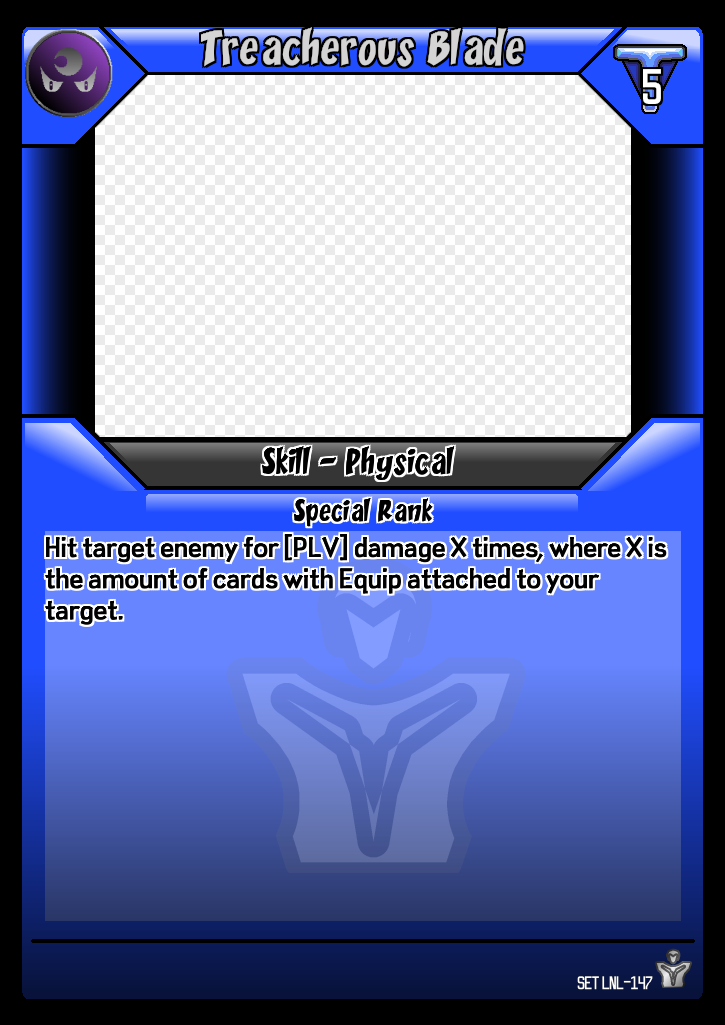 Treacherous Blade
5
Skill - Physical
Special Rank
Hit target enemy for [PLV] damage X times, where X is
the amount of cards with Equip attached to your
target.
SET LNL-147